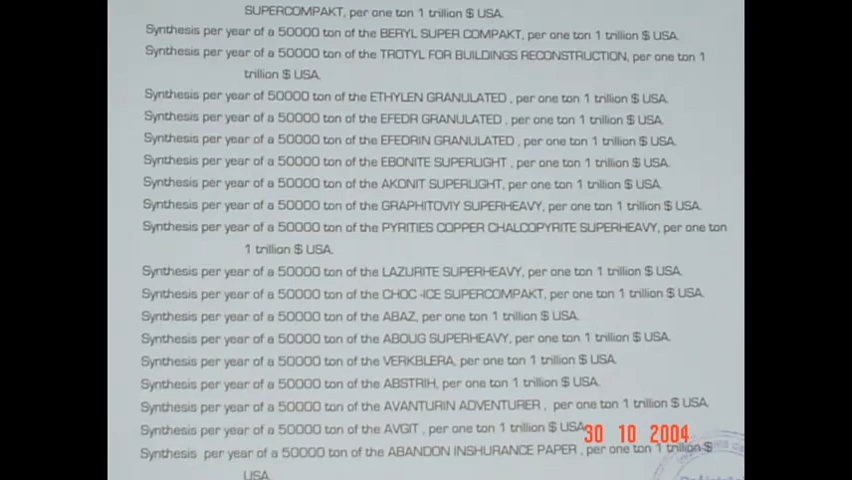 SUPERCOMPAKT, per one ton 1 trillion $ USA.
Synthesis per year of a 50000 ton of the BERYL SUPER COMPAKT, per one ton 1 trillion $ USA.
Synthesis per year of a 50000 ton of the TROTYL FOR BUILDINGS RECONSTRUCTION, per one ton 1
trillion $ USA.
Synthesis per year of 50000 ton of the ETHYLEN GRANULATED , per one ton 1 trillion $ USA.
Synthesis per year of a 50000 ton of the EFEDR GRANULATED , per one ton 1 trillion $ USA.
Synthesis per year of a 50000 ton of the EFEDRIN GRANULATED , per one ton 1 trillion $ USA.
Synthesis per year of a 50000 ton of the EBONITE SUPERLIGHT , per one ton 1 trillion $ USA.
Synthesis per year of a 50000 ton of the AKONIT SUPERLIGHT, per one ton 1 trillion $ USA.
Synthesis per year of a 50000 ton of the GRAPHITOVIY SUPERHEAVY, per one ton 1 trillion $ USA.
Synthesis per year of a 50000 ton of the PYRITIES COPPER CHALCOPYRITE SUPERHEAVY, per one ton
1 trillion $ USA.
Synthesis per year of a 50000 ton of the LAZURITE SUPERHEAVY, per one ton 1 trillion $ USA.
Synthesis per year of a 50000 ton of the CHOC -ICE SUPERCOMPAKT, per one ton 1 trillion $ USA.
Synthesis per year of a 50000 ton of the ABAZ, per one ton 1 trillion $ USA.
Synthesis per year of a 50000 ton of the ABOUG SUPERHEAVY, per one ton 1 trillion $ USA.
Synthesis per year of a 50000 ton of the VERKBLERA, per one ton 1 trillion $ USA.
Synthesis per year of a 50000 ton of the ABSTRIH, per one ton 1 trillion $ USA.
Synthesis per year of a 50000 ton of the AVANTURIN ADVENTURER , per one ton 1 trillion $ USA.
Synthesis per year of a 50000 ton of the AVGIT , per one ton 1 trillion $ USA.
30 10 2004
Synthesis per year of a 50000 ton of the ABANDON INSHURANCE PAPER , per one ton 1 trillion $
USA.